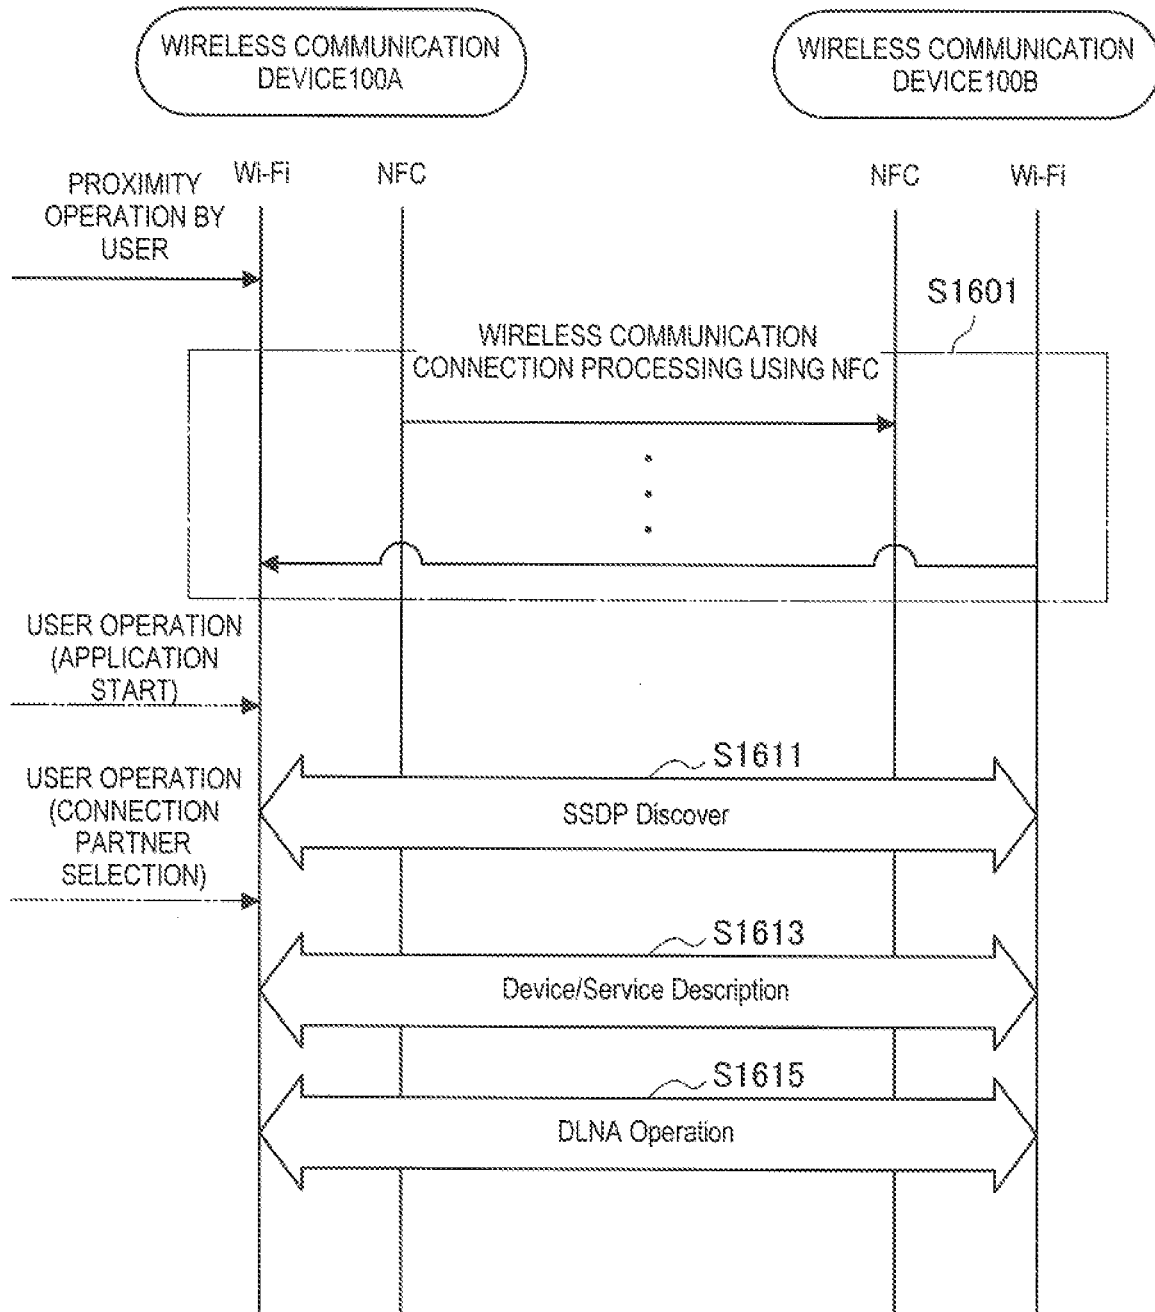 WIRELESS COMMUNICATION
DEVICE100A
WIRELESS COMMUNICATION
DEVICE100B
Wi-Fi
NFC
NFC
Wi-Fi
PROXIMITY
OPERATION BY
USER
S1601
WIRELESS COMMUNICATION
CONNECTION PROCESSING USING NFC
USER OPERATION
(APPLICATION
START)
S1611
SSDP Discover
USER OPERATION
(CONNECTION
PARTNER
SELECTION)
S1613
Device/Service Description
S1615
DLNA Operation